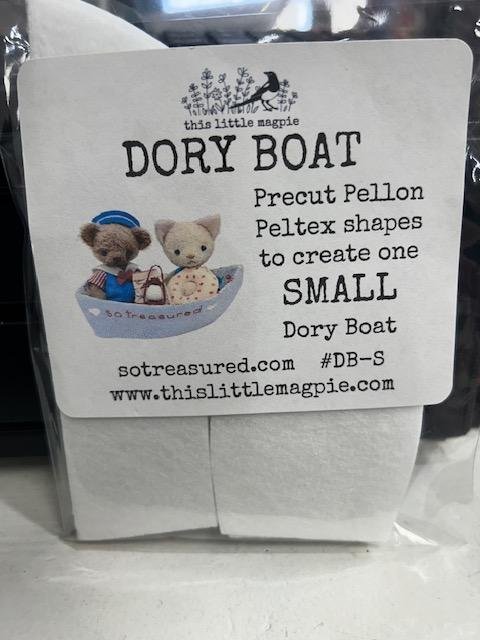 this little magpie
DORY BOAT
Precut Pellon
Peltex shapes
to create one
SMALL
Dory Boat
so treasured
sotreasured.com #DB-S
www.thislittlemagpie.com